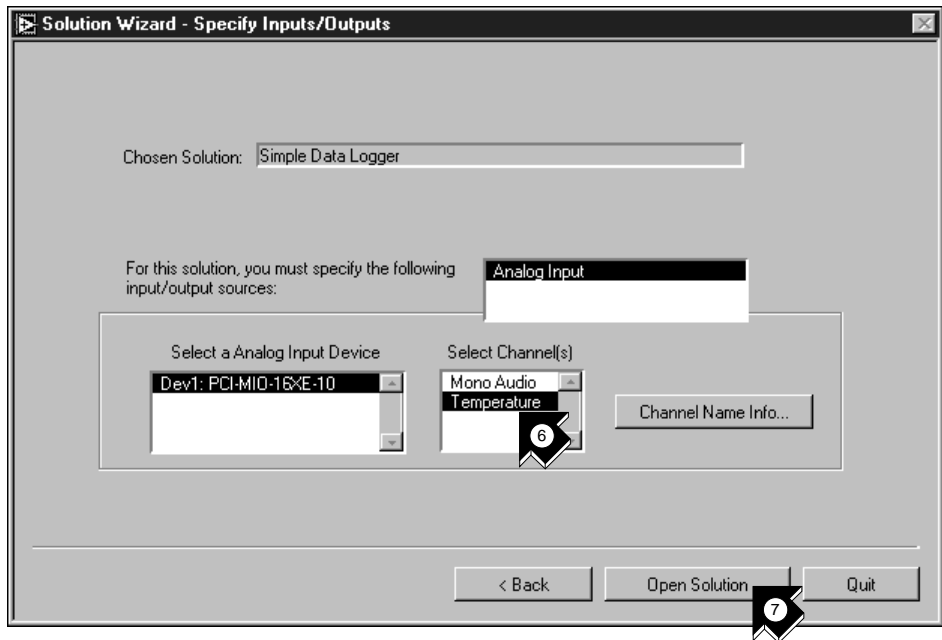 Solution Wizard - Specify Inputs/Outputs
Chosen Solution: Simple Data Logger
For this solution, you must specify the following
input/output sources:
Analog Input
Select a Analog Input Device
Dev1: PCI-MIO-16XE-10
Select Channel(s)
Mono Audio
Temperature
6
Channel Name Info...
< Back
Open Solution
7
Quit